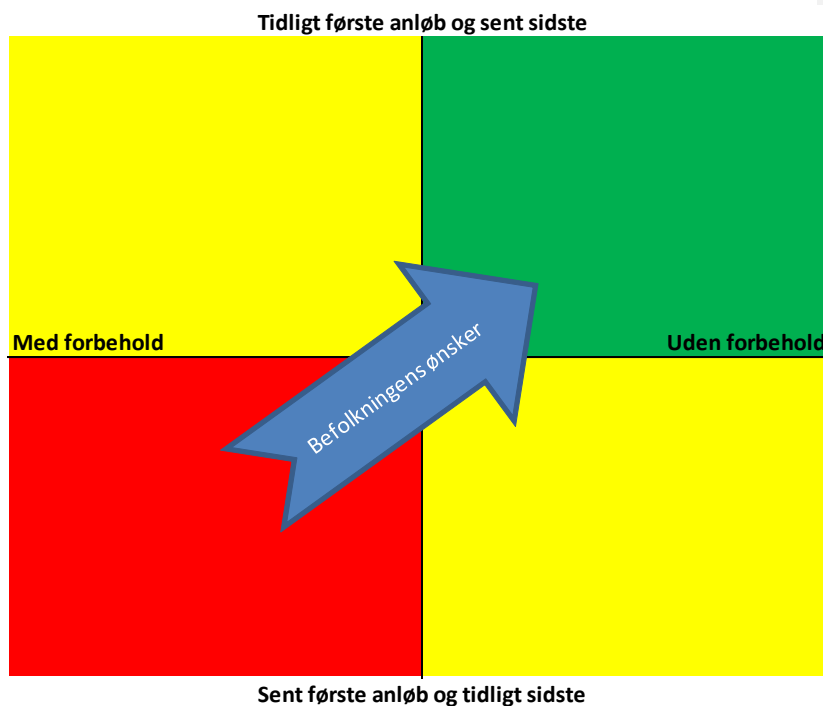 Tidligt første anløb og sent sidste
Med forbehold
Uden forbehold
Befolkningens ønsker
Sent første anløb og tidligt sidste